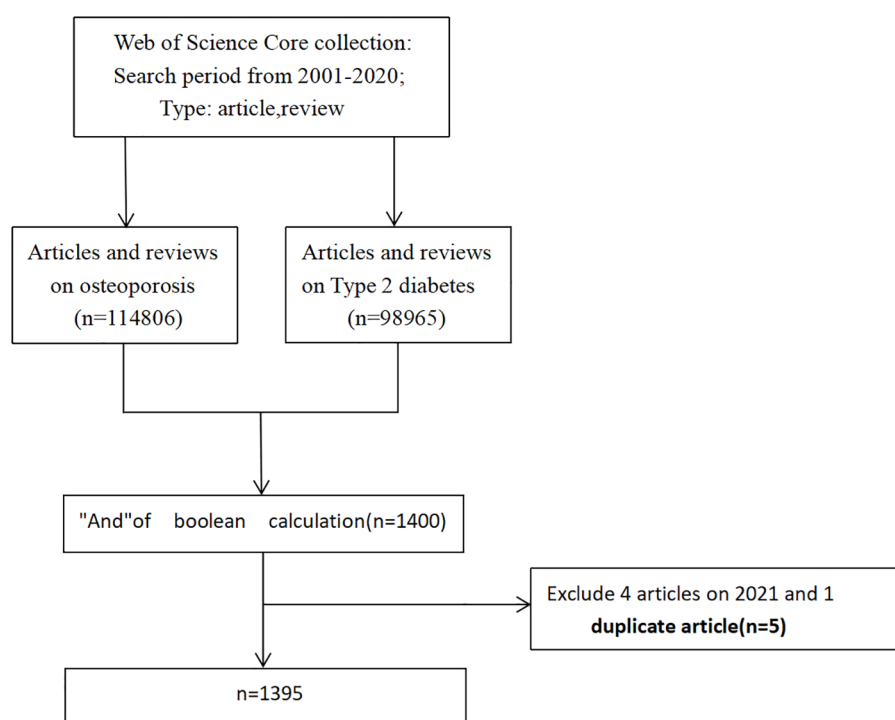 Web of Science Core collection:
Search period from 2001-2020;
Type: article,review
Articles and reviews
on osteoporosis
(n=114806)
Articles and reviews
on Type 2 diabetes
(n=98965)
"And"of boolean calculation(n=1400)
Exclude 4 articles on 2021 and 1
duplicate article(n=5)
n=1395